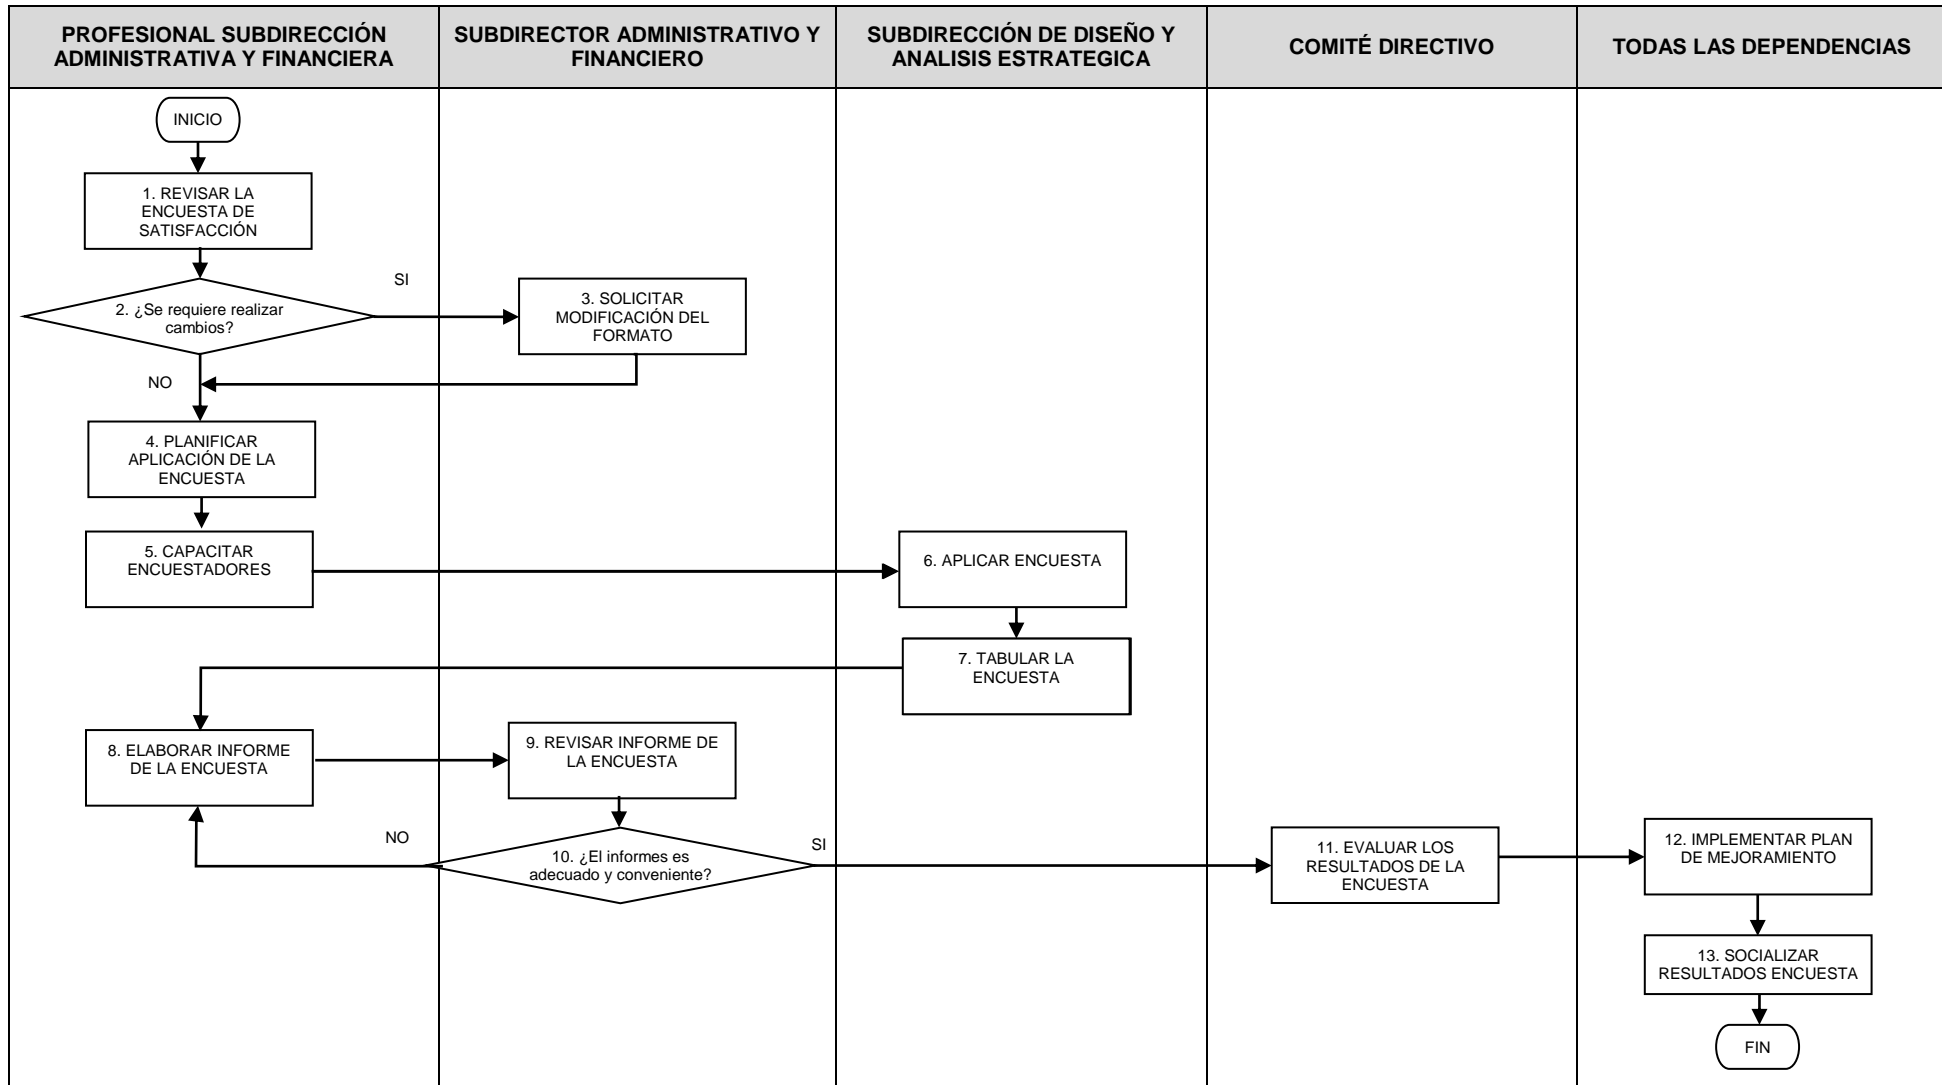 PROFESIONAL SUBDIRECCIÓN
ADMINISTRATIVA Y FINANCIERA
SUBDIRECTOR ADMINISTRATIVO Y
FINANCIERO
SUBDIRECCIÓN DE DISEÑO Y
ANALISIS ESTRATEGICA
COMITÉ DIRECTIVO
TODAS LAS DEPENDENCIAS
INICIO
1. REVISAR LA
ENCUESTA DE
SATISFACCIÓN
2. ¿Se requiere realizar
cambios?
SI
3. SOLICITAR
MODIFICACIÓN DEL
FORMATO
NO
4. PLANIFICAR
APLICACIÓN DE LA
ENCUESTA
5. CAPACITAR
ENCUESTADORES
6. APLICAR ENCUESTA
7. TABULAR LA
ENCUESTA
8. ELABORAR INFORME
DE LA ENCUESTA
9. REVISAR INFORME DE
LA ENCUESTA
NO
10. ¿El informes es
adecuado y conveniente?
SI
11. EVALUAR LOS
RESULTADOS DE LA
ENCUESTA
12. IMPLEMENTAR PLAN
DE MEJORAMIENTO
13. SOCIALIZAR
RESULTADOS ENCUESTA
FIN